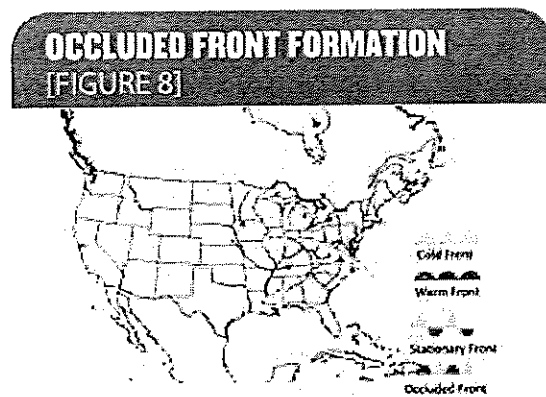 OCCLUDED FRONT FORMATION
[FIGURE 8]
Cold Front
Warm Front
Stationary Front
Occluded Front